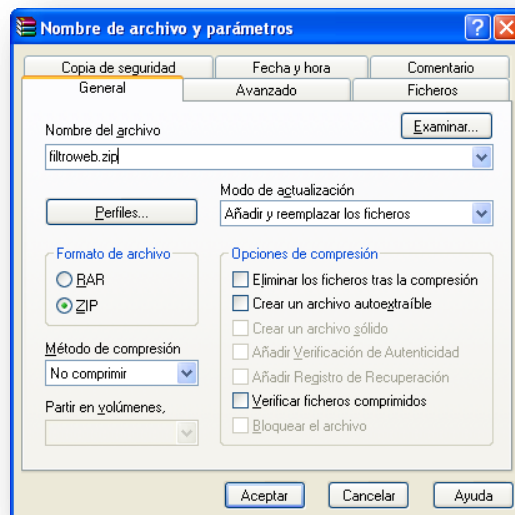 Nombre de archivo y parámetros
Copia de seguridad Fecha y hora Comentario
General Avanzado Ficheros
Nombre del archivo Examinar...
filtroweb.zip
Modo de actualización
Perfiles... Añadir y reemplazar los ficheros
Formato de archivo Opciones de compresión
RAR Eliminar los ficheros tras la compresión
ZIP Crear un archivo autoextraíble
Crear un archivo sólido
Método de compresión Añadir Verificación de Autenticidad
No comprimir Añadir Registro de Recuperación
Partir en volúmenes, Verificar ficheros comprimidos
Bloquear el archivo
Aceptar Cancelar Ayuda